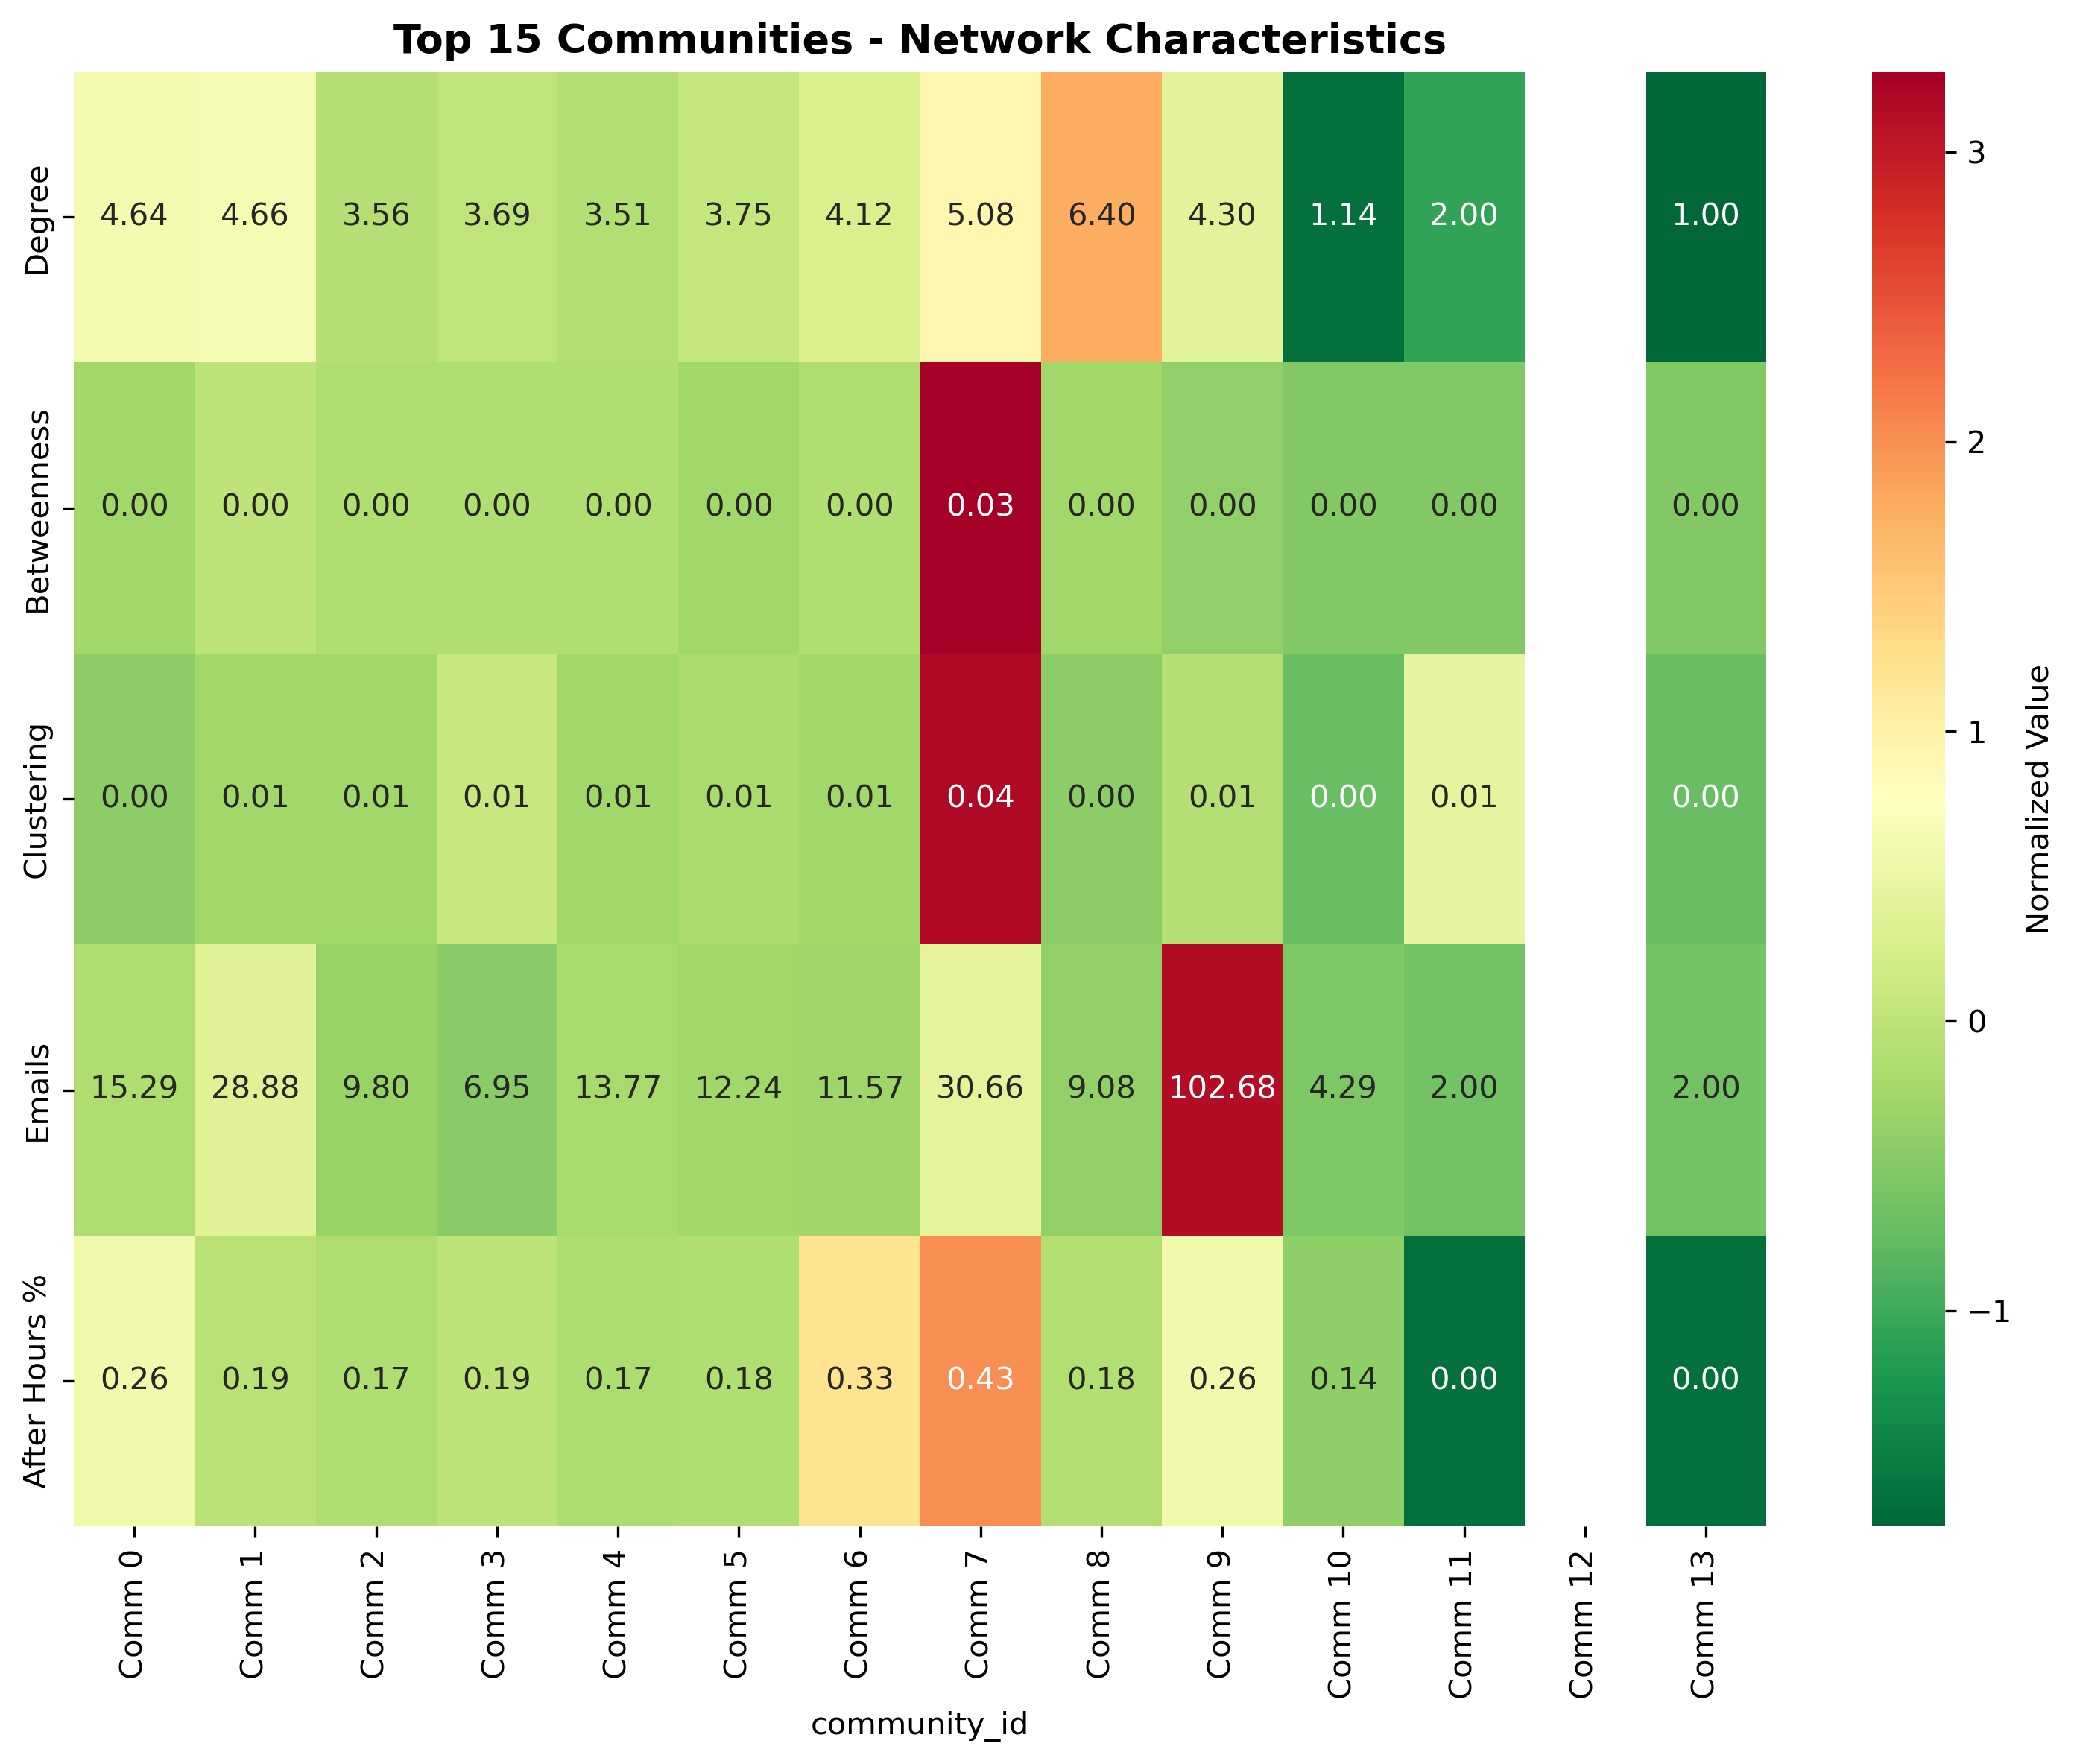 Top 15 Communities - Network Characteristics
Degree
4.64 4.66 3.56 3.69 3.51 3.75 4.12 5.08 6.40 4.30 1.14 2.00 1.00
Betweenness
0.00 0.00 0.00 0.00 0.00 0.00 0.00 0.03 0.00 0.00 0.00 0.00 0.00
Clustering
0.00 0.01 0.01 0.01 0.01 0.01 0.01 0.04 0.00 0.01 0.00 0.01 0.00
Emails
15.29 28.88 9.80 6.95 13.77 12.24 11.57 30.66 9.08 102.68 4.29 2.00 2.00
After Hours %
0.26 0.19 0.17 0.19 0.17 0.18 0.33 0.43 0.18 0.26 0.14 0.00 0.00
Comm 0
Comm 1
Comm 2
Comm 3
Comm 4
Comm 5
Comm 6
Comm 7
Comm 8
Comm 9
Comm 10
Comm 11
Comm 12
Comm 13
community_id
3
2
1
0
−1
Normalized Value